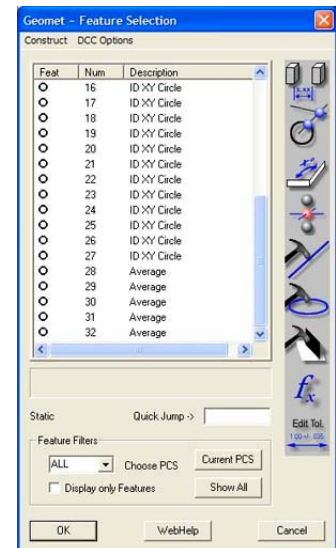 Geomet - Feature Selection
Construct DCC Options
Feat Num Description
16 ID XY Circle
17 ID XY Circle
18 ID XY Circle
19 ID XY Circle
20 ID XY Circle
21 ID XY Circle
22 ID XY Circle
23 ID XY Circle
24 ID XY Circle
25 ID XY Circle
26 ID XY Circle
27 ID XY Circle
28 Average
29 Average
30 Average
31 Average
32 Average
Static Quick Jump ->
Feature Filters
ALL Choose PCS Current PCS
Display only Features Show All
OK WebHelp Cancel
fx
Edit Tol.